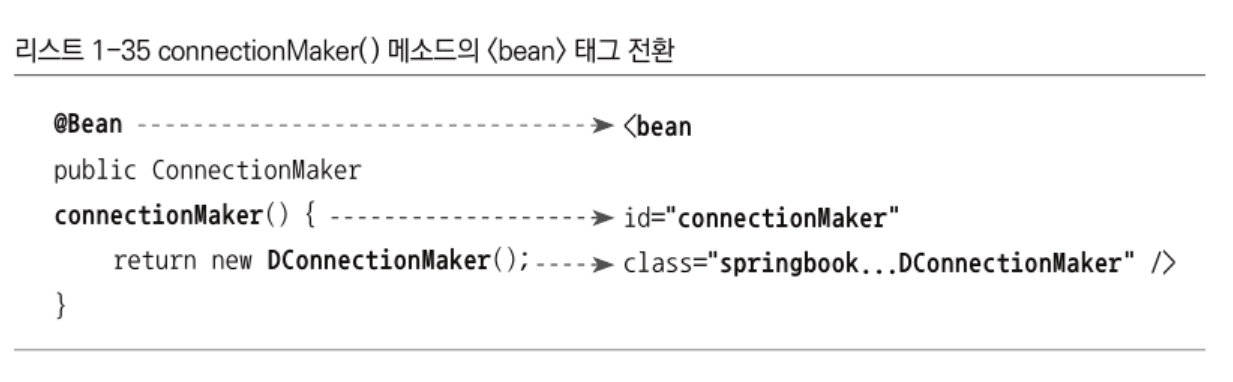 리스트 1-35 connectionMaker() 메소드의 〈bean〉 태그 전환
@Bean <bean
public ConnectionMaker
connectionMaker() { id="connectionMaker"
return new DConnectionMaker(); class="springbook...DConnectionMaker" />
}